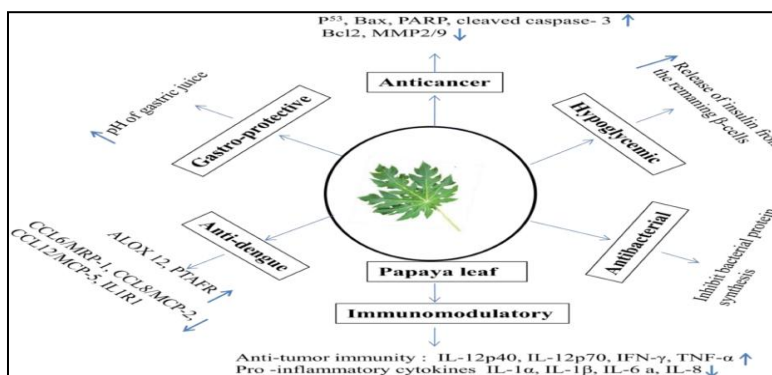 P⁵³, Bax, PARP, cleaved caspase- 3 ↑
Bcl2, MMP2/9 ↓
Anticancer
pH of gastric juice
Gastro-protective
Release of insulin from
the remaining β-cells
Hypoglycemic
ALOX 12, PTAFR
CCL6/MRP-1 CCL8/MCP-2,
CCL12/MCP-5, IL1R1
Anti-dengue
Antibacterial
Inhibit bacterial protein
synthesis
Papaya leaf
Immunomodulatory
Anti-tumor immunity : IL-12p40, IL-12p70, IFN-γ, TNF-α ↑
Pro -inflammatory cytokines IL-1α, IL-1β, IL-6 a, IL-8 ↓